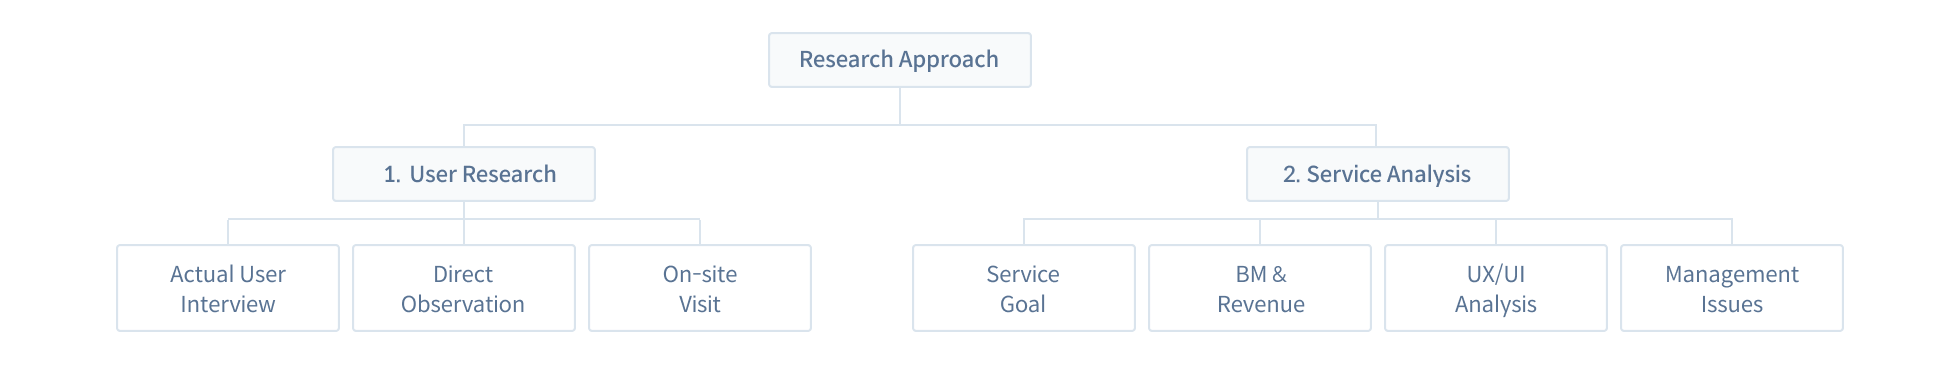 Research Approach
1. User Research
2. Service Analysis
Actual User
Interview
Direct
Observation
On-site
Visit
Service
Goal
BM &
Revenue
UX/UI
Analysis
Management
Issues